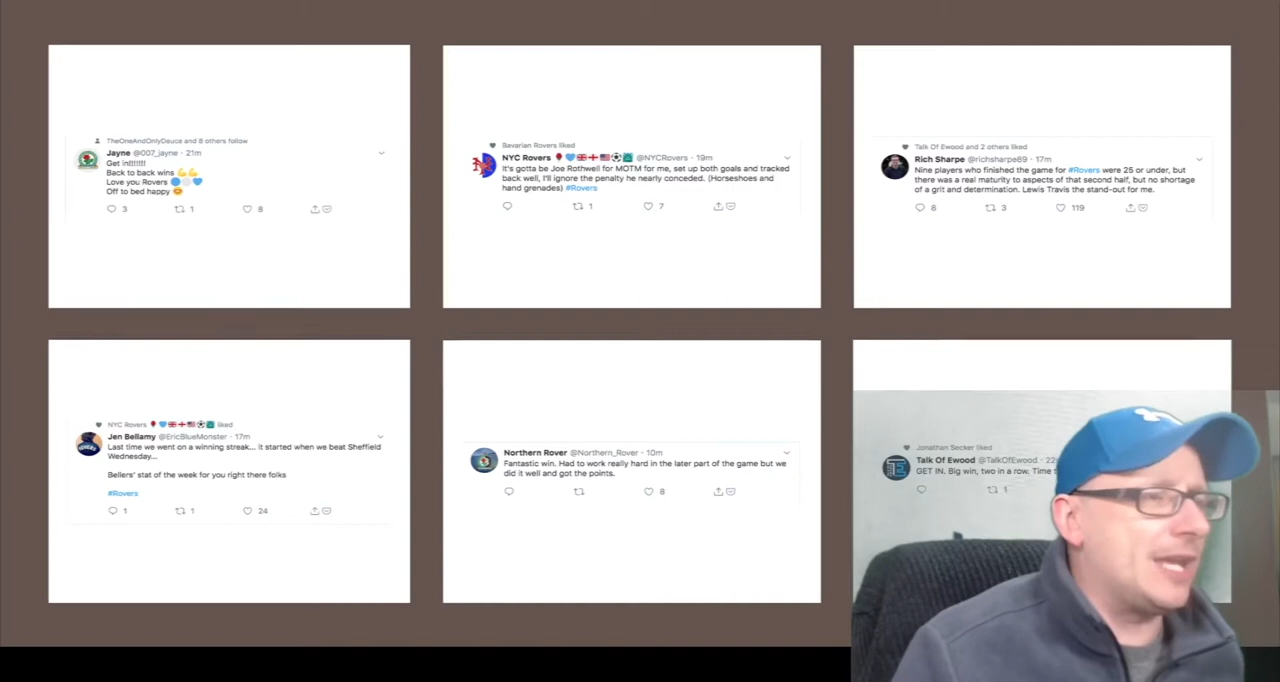 TheOneAndOnlyDeuce and 8 others follow
Jayne @007_jayne · 21m
Get in!!!!!!!
Back to back wins 💪💪
Love you Rovers 🔵⚪💙
Off to bed happy 😊
3 1 8
Bavarian Rovers liked
NYC Rovers 🌹💙🇬🇧🏴󠁧󠁢󠁥󠁮󠁧󠁿🇺🇸⚽ @NYCRovers · 19m
It's gotta be Joe Rothwell for MOTM for me, set up both goals and tracked
back well, I'll ignore the penalty he nearly conceded. (Horseshoes and
hand grenades) #Rovers
1 7
Talk Of Ewood and 2 others liked
Rich Sharpe @richsharpe89 · 17m
Nine players who finished the game for #Rovers were 25 or under, but
there was a real maturity to aspects of that second half, but no shortage
of a grit and determination. Lewis Travis the stand-out for me.
8 3 119
NYC Rovers 🌹💙🇬🇧🏴󠁧󠁢󠁥󠁮󠁧󠁿🇺🇸⚽ liked
Jen Bellamy @EricBlueMonster · 17m
Last time we went on a winning streak... it started when we beat Sheffield
Wednesday...
Bellers' stat of the week for you right there folks
#Rovers
1 1 24
Northern Rover @Northern_Rover · 10m
Fantastic win. Had to work really hard in the later part of the game but we
did it well and got the points.
8
Jonathan Secker liked
Talk Of Ewood @TalkOfEwood · 22
GET IN. Big win, two in a row. Time
1